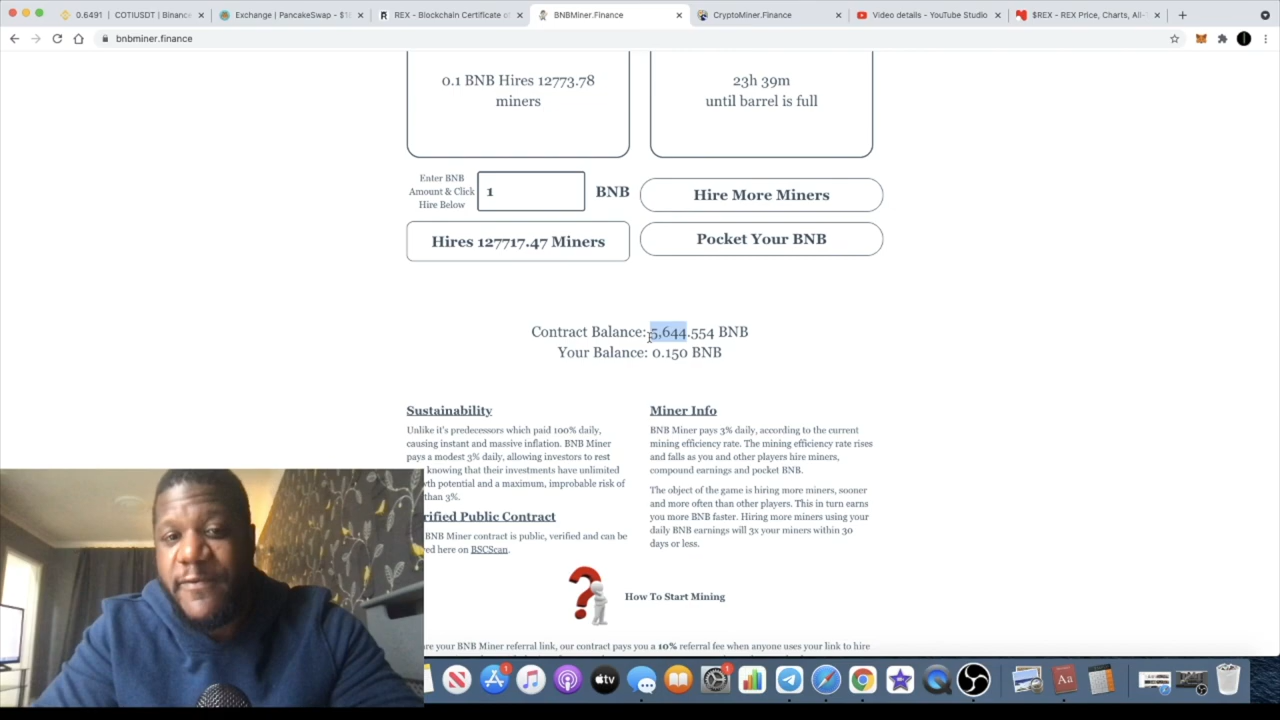 0.6491 | COTIUSDT | Binanc
Exchange | PancakeSwap - $1
REX - Blockchain Certificate o
BNBMiner.Finance
CryptoMiner.Finance
Video details - YouTube Studio
$REX - REX Price, Charts, All-
bnbminer.finance
0.1 BNB Hires 12773.78
miners
23h 39m
until barrel is full
Enter BNB
Amount & Click
Hire Below
1
BNB
Hires 127717.47 Miners
Hire More Miners
Pocket Your BNB
Contract Balance: 5,644.554 BNB
Your Balance: 0.150 BNB
Sustainability
Unlike it's predecessors which paid 100% daily,
causing instant and massive inflation. BNB Miner
pays a modest 3% daily, allowing investors to rest
knowing that their investments have unlimited
potential and a maximum, improbable risk of
than 3%.
Public Contract
BNB Miner contract is public, verified and can be
here on BSCScan.
Miner Info
BNB Miner pays 3% daily, according to the current
mining efficiency rate. The mining efficiency rate rises
and falls as you and other players hire miners,
compound earnings and pocket BNB.
The object of the game is hiring more miners, sooner
and more often than other players. This in turn earns
you more BNB faster. Hiring more miners using your
daily BNB earnings will 3x your miners within 30
days or less.
How To Start Mining
your BNB Miner referral link, our contract pays you a 10% referral fee when anyone uses your link to hire
1
tv
1
Aa